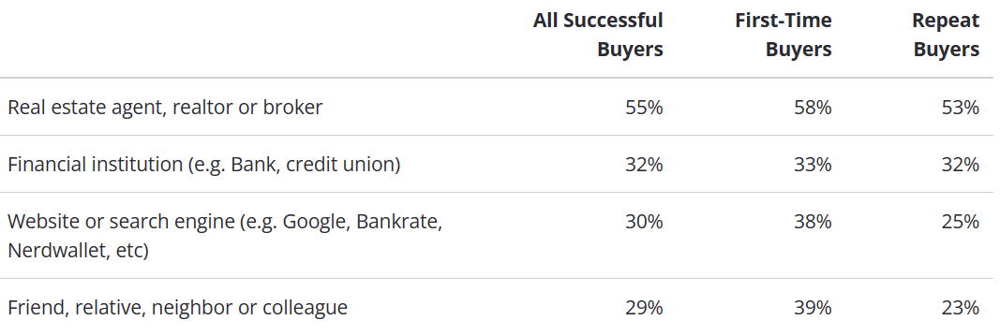 All Successful Buyers First-Time Buyers Repeat Buyers
Real estate agent, realtor or broker 55% 58% 53%
Financial institution (e.g. Bank, credit union) 32% 33% 32%
Website or search engine (e.g. Google, Bankrate, 30% 38% 25%
Nerdwallet, etc)
Friend, relative, neighbor or colleague 29% 39% 23%